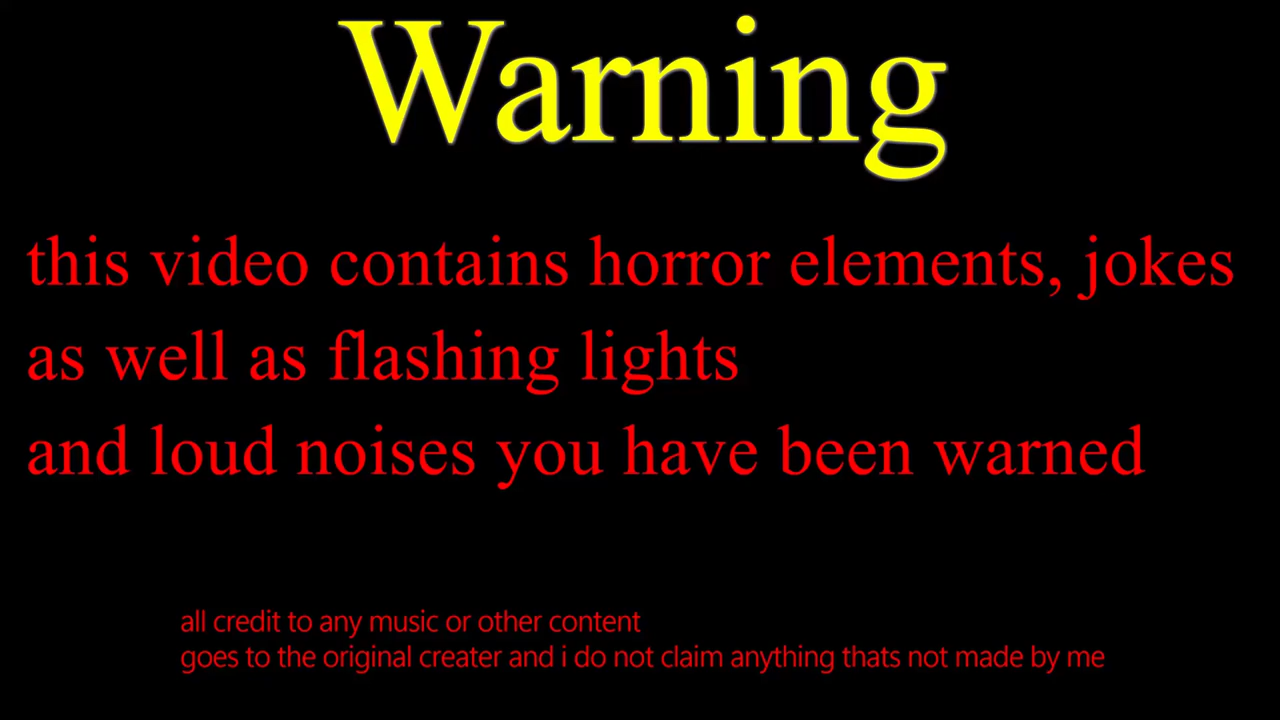 Warning
this video contains horror elements, jokes
as well as flashing lights
and loud noises you have been warned
all credit to any music or other content
goes to the original creater and i do not claim anything thats not made by me